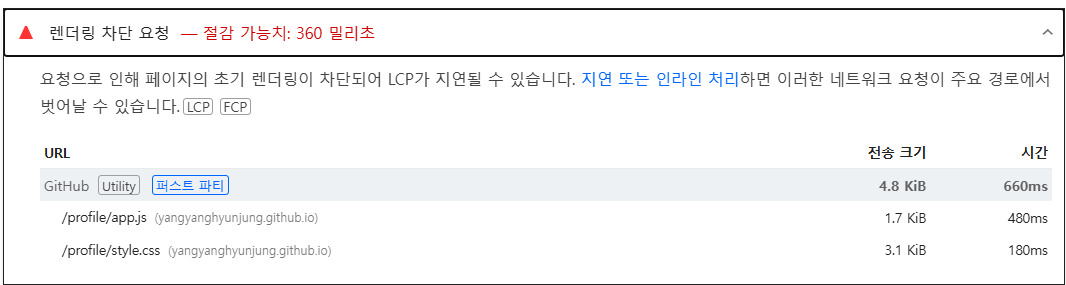 렌더링 차단 요청 — 절감 가능치: 360 밀리초
요청으로 인해 페이지의 초기 렌더링이 차단되어 LCP가 지연될 수 있습니다. 지연 또는 인라인 처리하면 이러한 네트워크 요청이 주요 경로에서
벗어날 수 있습니다. LCP FCP
URL 전송 크기 시간
GitHub Utility 퍼스트 파티 4.8 KiB 660ms
/profile/app.js (yangyanghyunjung.github.io) 1.7 KiB 480ms
/profile/style.css (yangyanghyunjung.github.io) 3.1 KiB 180ms